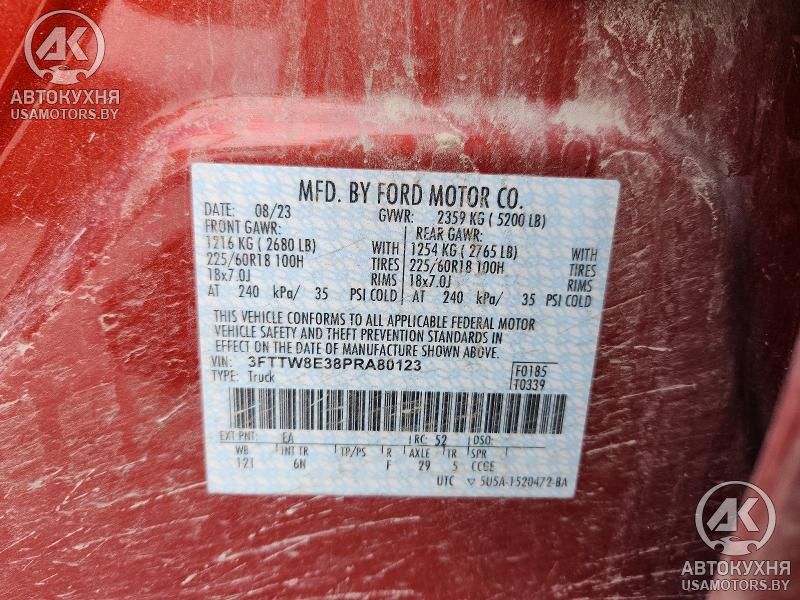 AK
АВТОКУХНЯ
USAMOTORS.BY
MFD. BY FORD MOTOR CO.
DATE: 08/23 GVWR: 2359 KG ( 5200 LB)
FRONT GAWR: REAR GAWR:
1216 KG ( 2680 LB) WITH 1254 KG ( 2765 LB) WITH
225/60R18 100H TIRES 225/60R18 100H TIRES
18x7.0J RIMS 18x7.0J RIMS
AT 240 kPa/ 35 PSI COLD AT 240 kPa/ 35 PSI COLD
THIS VEHICLE CONFORMS TO ALL APPLICABLE FEDERAL MOTOR
VEHICLE SAFETY AND THEFT PREVENTION STANDARDS IN
EFFECT ON THE DATE OF MANUFACTURE SHOWN ABOVE.
VIN: 3FTTW8E38PRA80123 F0185
TYPE: Truck T0339
EXT PNT: EA RC: 52 DSO:
WB INT TR TP/PS R AXLE TR SPR
121 6N F 29 5 CCGE
UTC ▽ 5U5A-1520472-BA
AK
АВТОКУХНЯ
USAMOTORS.BY